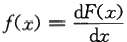 f(x) = dF(x)/dx